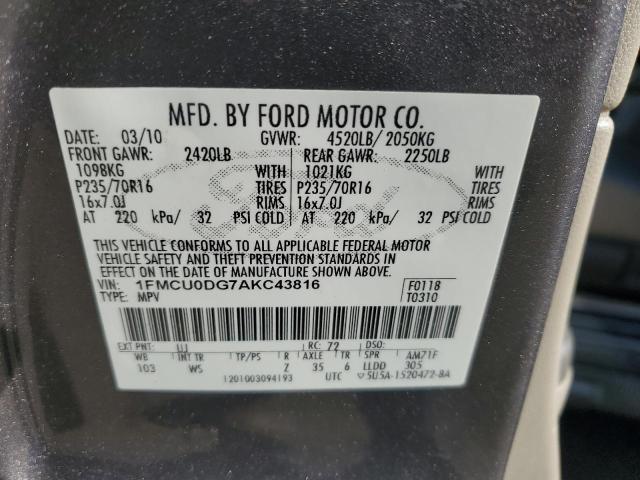 MFD. BY FORD MOTOR CO.
DATE: 03/10 GVWR: 4520LB/ 2050KG
FRONT GAWR: 2420LB REAR GAWR: 2250LB
1098KG WITH 1021KG WITH
P235/70R16 TIRES P235/70R16 TIRES
16x7.0J RIMS 16x7.0J RIMS
AT 220 kPa/ 32 PSI COLD AT 220 kPa/ 32 PSI COLD
Ford
THIS VEHICLE CONFORMS TO ALL APPLICABLE FEDERAL MOTOR
VEHICLE SAFETY AND THEFT PREVENTION STANDARDS IN
EFFECT ON THE DATE OF MANUFACTURE SHOWN ABOVE.
VIN: 1FMCU0DG7AKC43816 F0118
TYPE: MPV T0310
EXT PNT: UJ RC: 72 DSO:
WB INT TR TP/PS R AXLE TR SPR AM71F
103 WS Z 35 6 LLDD 305
1201003094193 UTC 5U5A-1520472-BA